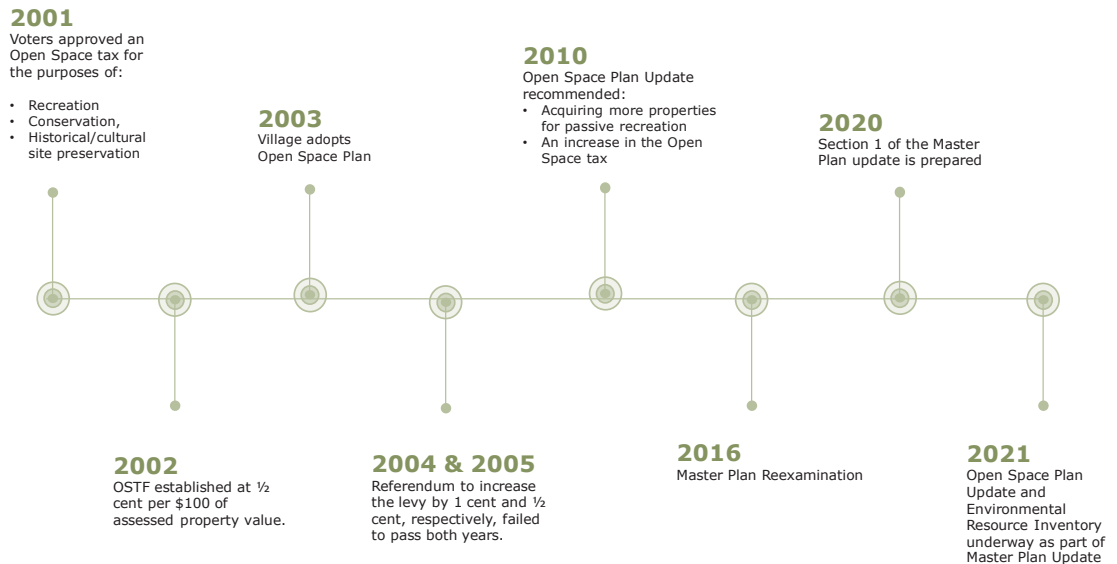 2001
Voters approved an
Open Space tax for
the purposes of:
• Recreation
• Conservation,
• Historical/cultural
site preservation
2002
OSTF established at ½
cent per $100 of
assessed property value.
2003
Village adopts
Open Space Plan
2004 & 2005
Referendum to increase
the levy by 1 cent and ½
cent, respectively, failed
to pass both years.
2010
Open Space Plan Update
recommended:
• Acquiring more properties
for passive recreation
• An increase in the Open
Space tax
2016
Master Plan Reexamination
2020
Section 1 of the Master
Plan update is prepared
2021
Open Space Plan
Update and
Environmental
Resource Inventory
underway as part of
Master Plan Update